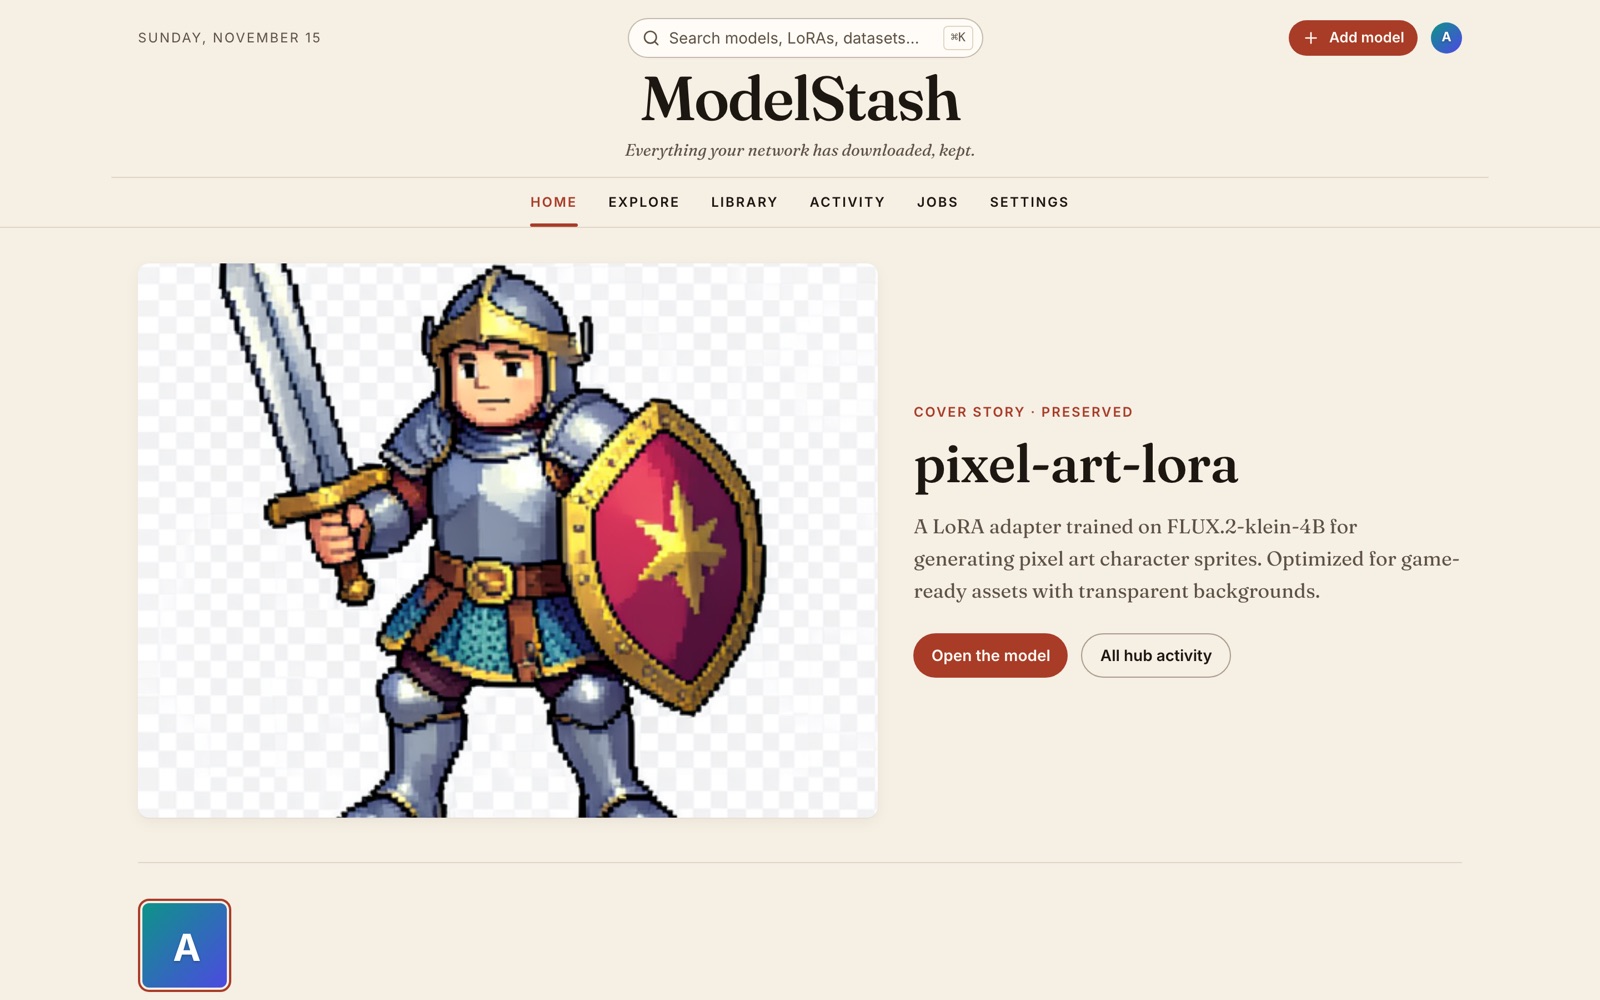 SUNDAY, NOVEMBER 15
Search models, LoRAs, datasets...
⌘K
Add model
A
ModelStash
Everything your network has downloaded, kept.
HOME
EXPLORE
LIBRARY
ACTIVITY
JOBS
SETTINGS
COVER STORY · PRESERVED
pixel-art-lora
A LoRA adapter trained on FLUX.2-klein-4B for
generating pixel art character sprites. Optimized for game-
ready assets with transparent backgrounds.
Open the model
All hub activity
A